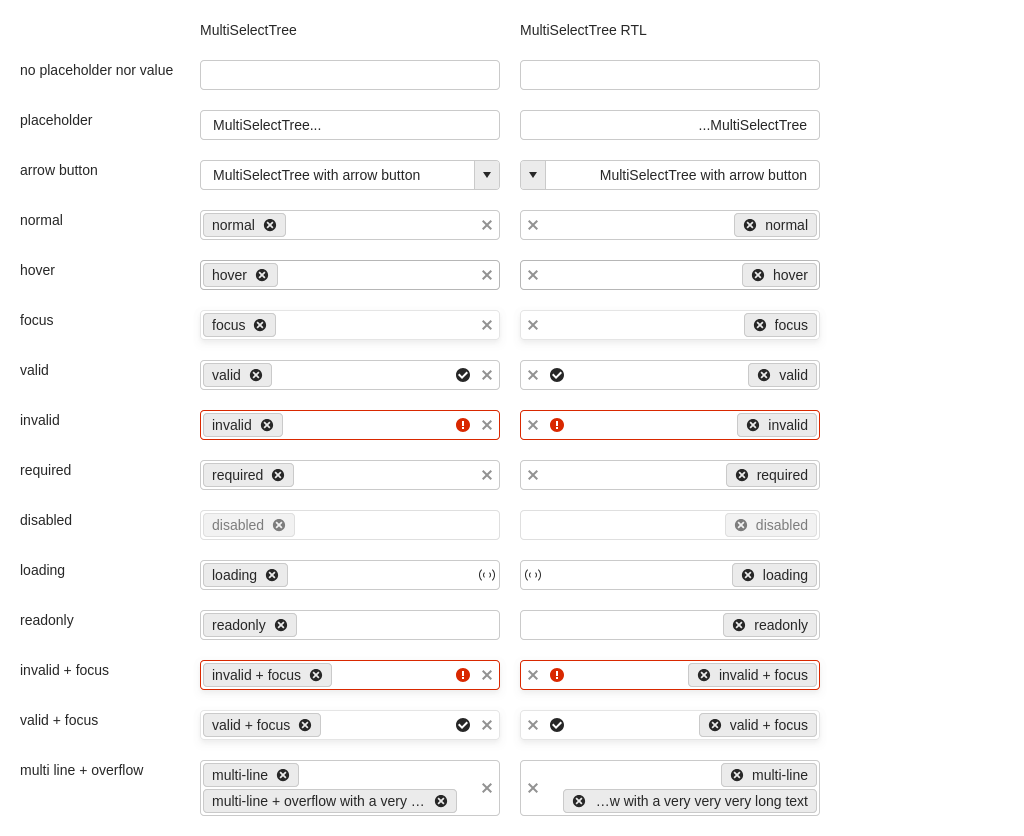 MultiSelectTree MultiSelectTree RTL
no placeholder nor value
placeholder MultiSelectTree... ...MultiSelectTree
arrow button MultiSelectTree with arrow button MultiSelectTree with arrow button
normal normal normal
hover hover hover
focus focus focus
valid valid valid
invalid invalid invalid
required required required
disabled disabled disabled
loading loading loading
readonly readonly readonly
invalid + focus invalid + focus invalid + focus
valid + focus valid + focus valid + focus
multi line + overflow multi-line multi-line
multi-line + overflow with a very … …w with a very very very long text